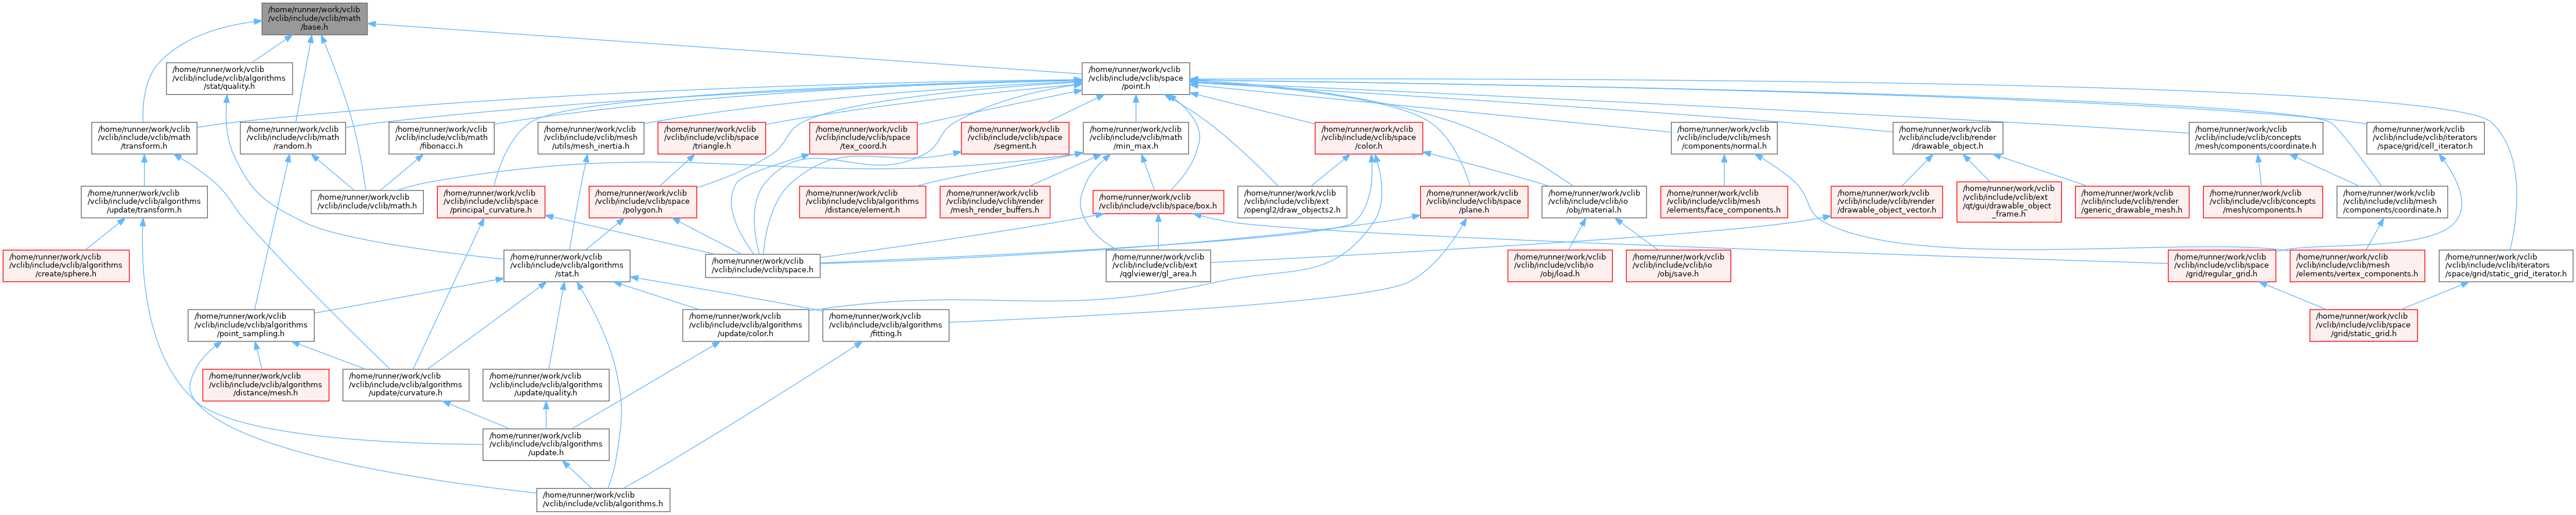 /home/runner/work/vclib
/vclib/include/vclib/math
/base.h
/home/runner/work/vclib
/vclib/include/vclib/space
/point.h
/home/runner/work/vclib
/vclib/include/vclib/algorithms
/stat/quality.h
/home/runner/work/vclib
/vclib/include/vclib/math
/transform.h
/home/runner/work/vclib
/vclib/include/vclib/math
/random.h
/home/runner/work/vclib
/vclib/include/vclib/math
/fibonacci.h
/home/runner/work/vclib
/vclib/include/vclib/mesh
/utils/mesh_inertia.h
/home/runner/work/vclib
/vclib/include/vclib/space
/triangle.h
/home/runner/work/vclib
/vclib/include/vclib/space
/tex_coord.h
/home/runner/work/vclib
/vclib/include/vclib/space
/segment.h
/home/runner/work/vclib
/vclib/include/vclib/math
/min_max.h
/home/runner/work/vclib
/vclib/include/vclib/space
/color.h
/home/runner/work/vclib
/vclib/include/vclib/mesh
/components/normal.h
/home/runner/work/vclib
/vclib/include/vclib/render
/drawable_object.h
/home/runner/work/vclib
/vclib/include/vclib/concepts
/mesh/components/coordinate.h
/home/runner/work/vclib
/vclib/include/vclib/iterators
/space/grid/cell_iterator.h
/home/runner/work/vclib
/vclib/include/vclib/algorithms
/update/transform.h
/home/runner/work/vclib
/vclib/include/vclib/math.h
/home/runner/work/vclib
/vclib/include/vclib/space
/principal_curvature.h
/home/runner/work/vclib
/vclib/include/vclib/space
/polygon.h
/home/runner/work/vclib
/vclib/include/vclib/algorithms
/distance/element.h
/home/runner/work/vclib
/vclib/include/vclib/render
/mesh_render_buffers.h
/home/runner/work/vclib
/vclib/include/vclib/space/box.h
/home/runner/work/vclib
/vclib/include/vclib/ext
/opengl2/draw_objects2.h
/home/runner/work/vclib
/vclib/include/vclib/space
/plane.h
/home/runner/work/vclib
/vclib/include/vclib/io
/obj/material.h
/home/runner/work/vclib
/vclib/include/vclib/mesh
/elements/face_components.h
/home/runner/work/vclib
/vclib/include/vclib/render
/drawable_object_vector.h
/home/runner/work/vclib
/vclib/include/vclib/ext
/qt/gui/drawable_object
_frame.h
/home/runner/work/vclib
/vclib/include/vclib/render
/generic_drawable_mesh.h
/home/runner/work/vclib
/vclib/include/vclib/concepts
/mesh/components.h
/home/runner/work/vclib
/vclib/include/vclib/mesh
/components/coordinate.h
/home/runner/work/vclib
/vclib/include/vclib/algorithms
/create/sphere.h
/home/runner/work/vclib
/vclib/include/vclib/algorithms
/stat.h
/home/runner/work/vclib
/vclib/include/vclib/space.h
/home/runner/work/vclib
/vclib/include/vclib/ext
/qglviewer/gl_area.h
/home/runner/work/vclib
/vclib/include/vclib/io
/obj/load.h
/home/runner/work/vclib
/vclib/include/vclib/io
/obj/save.h
/home/runner/work/vclib
/vclib/include/vclib/space
/grid/regular_grid.h
/home/runner/work/vclib
/vclib/include/vclib/mesh
/elements/vertex_components.h
/home/runner/work/vclib
/vclib/include/vclib/iterators
/space/grid/static_grid_iterator.h
/home/runner/work/vclib
/vclib/include/vclib/algorithms
/point_sampling.h
/home/runner/work/vclib
/vclib/include/vclib/algorithms
/update/color.h
/home/runner/work/vclib
/vclib/include/vclib/algorithms
/fitting.h
/home/runner/work/vclib
/vclib/include/vclib/space
/grid/static_grid.h
/home/runner/work/vclib
/vclib/include/vclib/algorithms
/distance/mesh.h
/home/runner/work/vclib
/vclib/include/vclib/algorithms
/update/curvature.h
/home/runner/work/vclib
/vclib/include/vclib/algorithms
/update/quality.h
/home/runner/work/vclib
/vclib/include/vclib/algorithms
/update.h
/home/runner/work/vclib
/vclib/include/vclib/algorithms.h